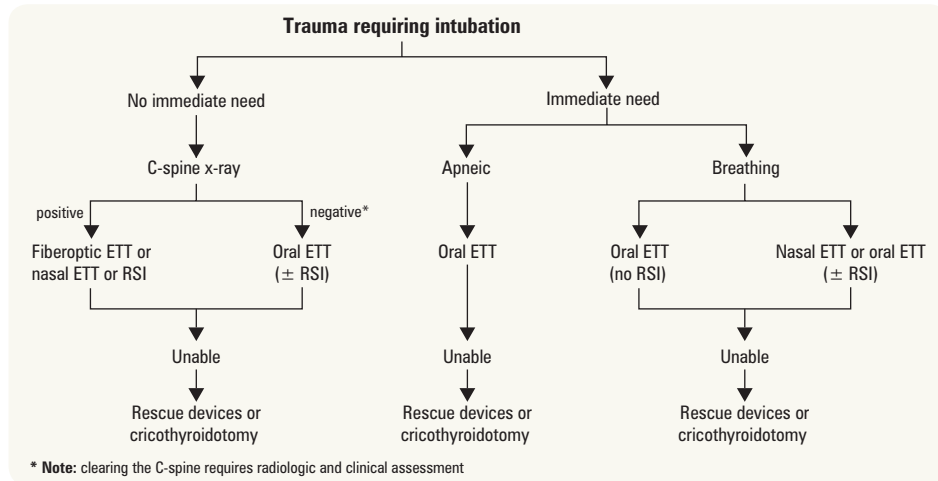 Trauma requiring intubation
No immediate need
Immediate need
C-spine x-ray
Apneic
Breathing
positive
negative*
Fiberoptic ETT or
nasal ETT or RSI
Oral ETT
(± RSI)
Oral ETT
Oral ETT
(no RSI)
Nasal ETT or oral ETT
(± RSI)
Unable
Unable
Unable
Rescue devices or
cricothyroidotomy
Rescue devices or
cricothyroidotomy
Rescue devices or
cricothyroidotomy
* Note: clearing the C-spine requires radiologic and clinical assessment